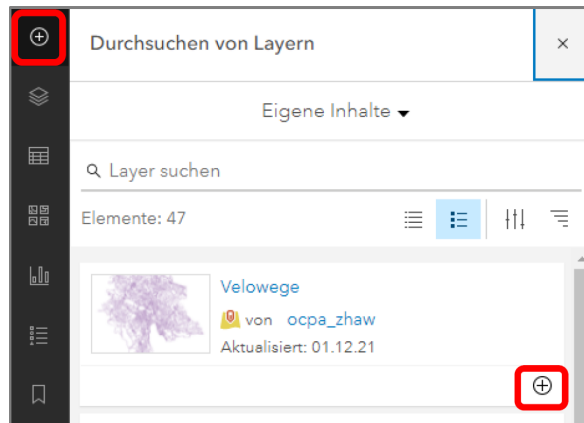 Durchsuchen von Layern
Eigene Inhalte
Layer suchen
Elemente: 47
Velowege
von ocpa_zhaw
Aktualisiert: 01.12.21